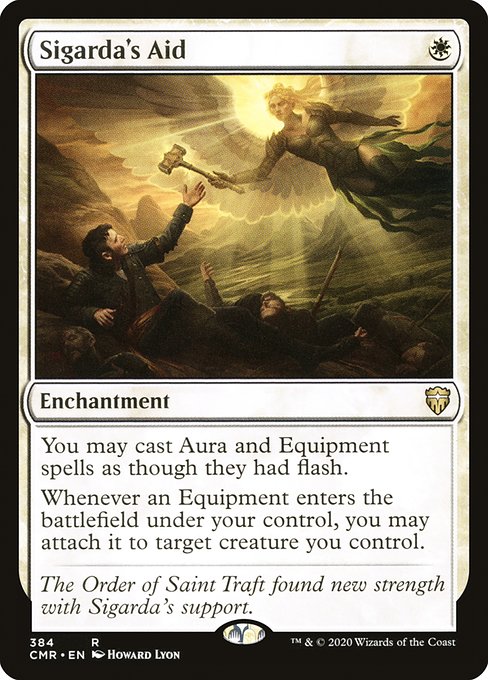 Sigarda's Aid
Enchantment
You may cast Aura and Equipment
spells as though they had flash.
Whenever an Equipment enters the
battlefield under your control, you may
attach it to target creature you control.
The Order of Saint Traft found new strength
with Sigarda's support.
384 R
CMR • EN Howard Lyon
™ & © 2020 Wizards of the Coast